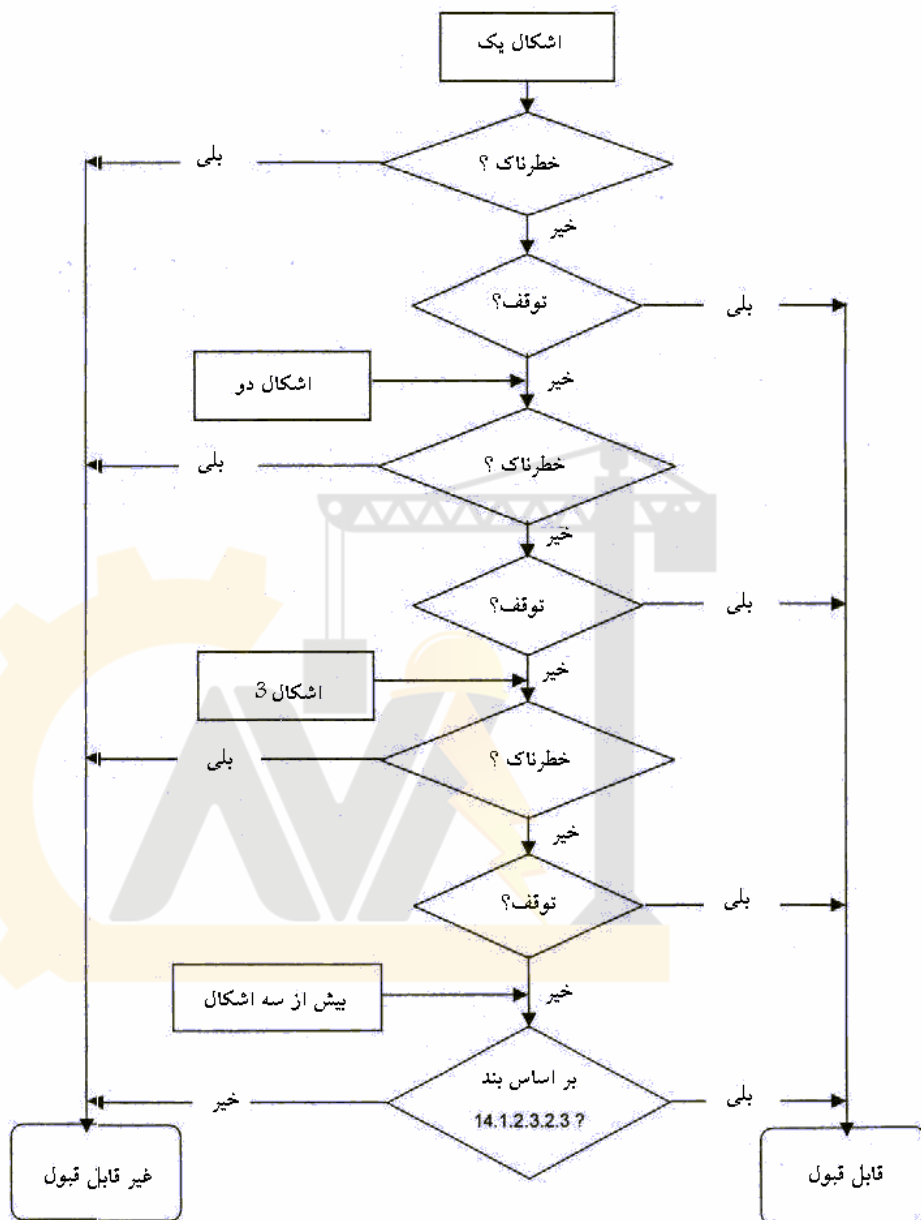 اشکال یک
خطرناک ؟
بلی
خیر
توقف؟
بلی
خیر
اشکال دو
خطرناک ؟
بلی
خیر
توقف؟
بلی
خیر
اشکال 3
خطرناک ؟
بلی
خیر
توقف؟
بلی
خیر
بیش از سه اشکال
بر اساس بند
14.1.2.3.2.3 ?
بلی
خیر
قابل قبول
غیر قابل قبول